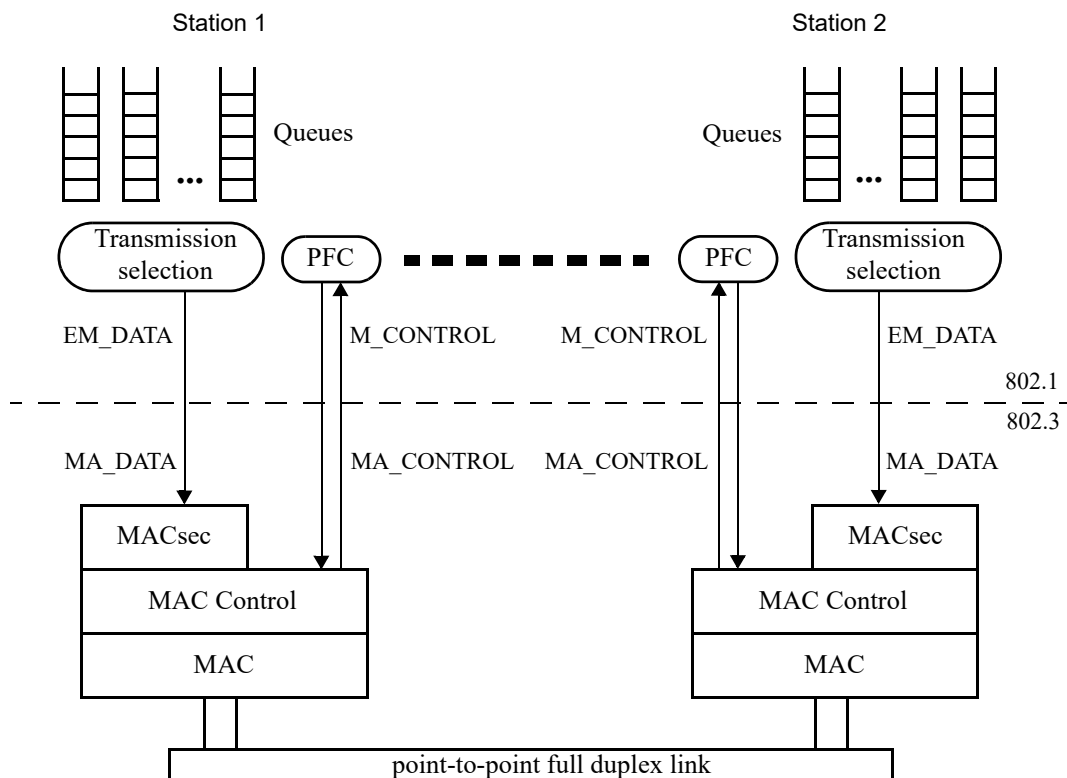 Station 1 Station 2
Queues Queues
... ...
Transmission selection PFC PFC Transmission selection
EM_DATA M_CONTROL M_CONTROL EM_DATA
802.1
802.3
MA_DATA MA_CONTROL MA_CONTROL MA_DATA
MACsec MACsec
MAC Control MAC Control
MAC MAC
point-to-point full duplex link